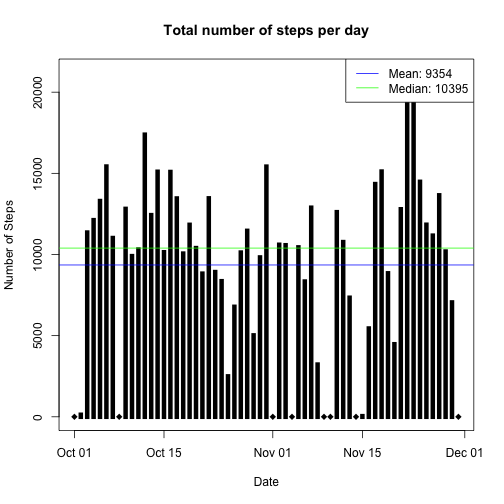 Total number of steps per day
Mean: 9354
Median: 10395
Number of Steps
20000
15000
10000
5000
0
Oct 01
Oct 15
Nov 01
Nov 15
Dec 01
Date